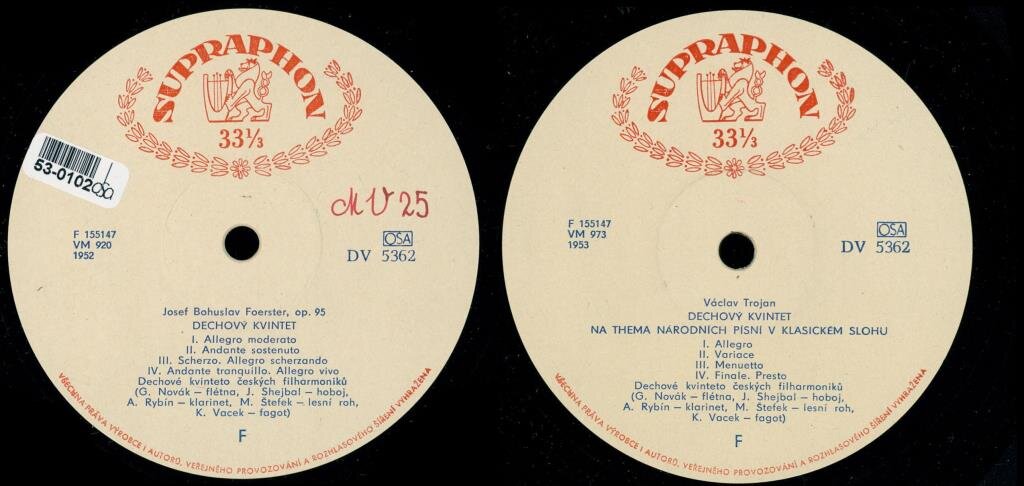 SUPRAPHON
33⅓
53-0102
OSA
MV 25
F 155147
VM 920
1952
OSA
DV 5362
Josef Bohuslav Foerster, op. 95
DECHOVÝ KVINTET
I. Allegro moderato
II. Andante sostenuto
III. Scherzo. Allegro scherzando
IV. Andante tranquillo. Allegro vivo
Dechové kvinteto českých filharmoniků
(G. Novák – flétna, J. Shejbal – hoboj,
A. Rybín – klarinet, M. Štefek – lesní roh,
K. Vacek – fagot)
F
VŠECHNA PRÁVA VÝROBCE I AUTORŮ, VEŘEJNÉHO PROVOZOVÁNÍ A ROZHLASOVÉHO ŠÍŘENÍ VYHRAŽENA
SUPRAPHON
33⅓
F 155147
VM 973
1953
OSA
DV 5362
Václav Trojan
DECHOVÝ KVINTET
NA THEMA NÁRODNÍCH PÍSNÍ V KLASICKÉM SLOHU
I. Allegro
II. Variace
III. Menuetto
IV. Finale. Presto
Dechové kvinteto českých filharmoniků
(G. Novák – flétna, J. Shejbal – hoboj,
A. Rybín – klarinet, M. Štefek – lesní roh,
K. Vacek – fagot)
F
VŠECHNA PRÁVA VÝROBCE I AUTORŮ, VEŘEJNÉHO PROVOZOVÁNÍ A ROZHLASOVÉHO ŠÍŘENÍ VYHRAŽENA